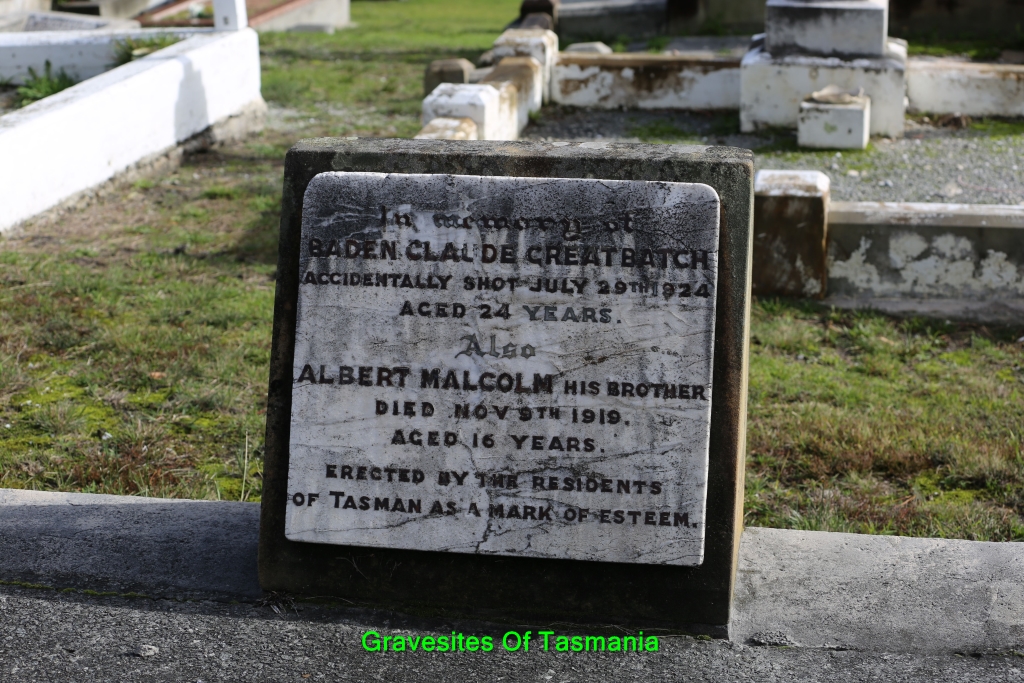 In memory of
BADEN CLAUDE GREATBATCH
ACCIDENTALLY SHOT JULY 29TH 1924
AGED 24 YEARS.
Also
ALBERT MALCOLM HIS BROTHER
DIED NOV 9TH 1919.
AGED 16 YEARS.
ERECTED BY THE RESIDENTS
OF TASMAN AS A MARK OF ESTEEM.
Gravesites Of Tasmania